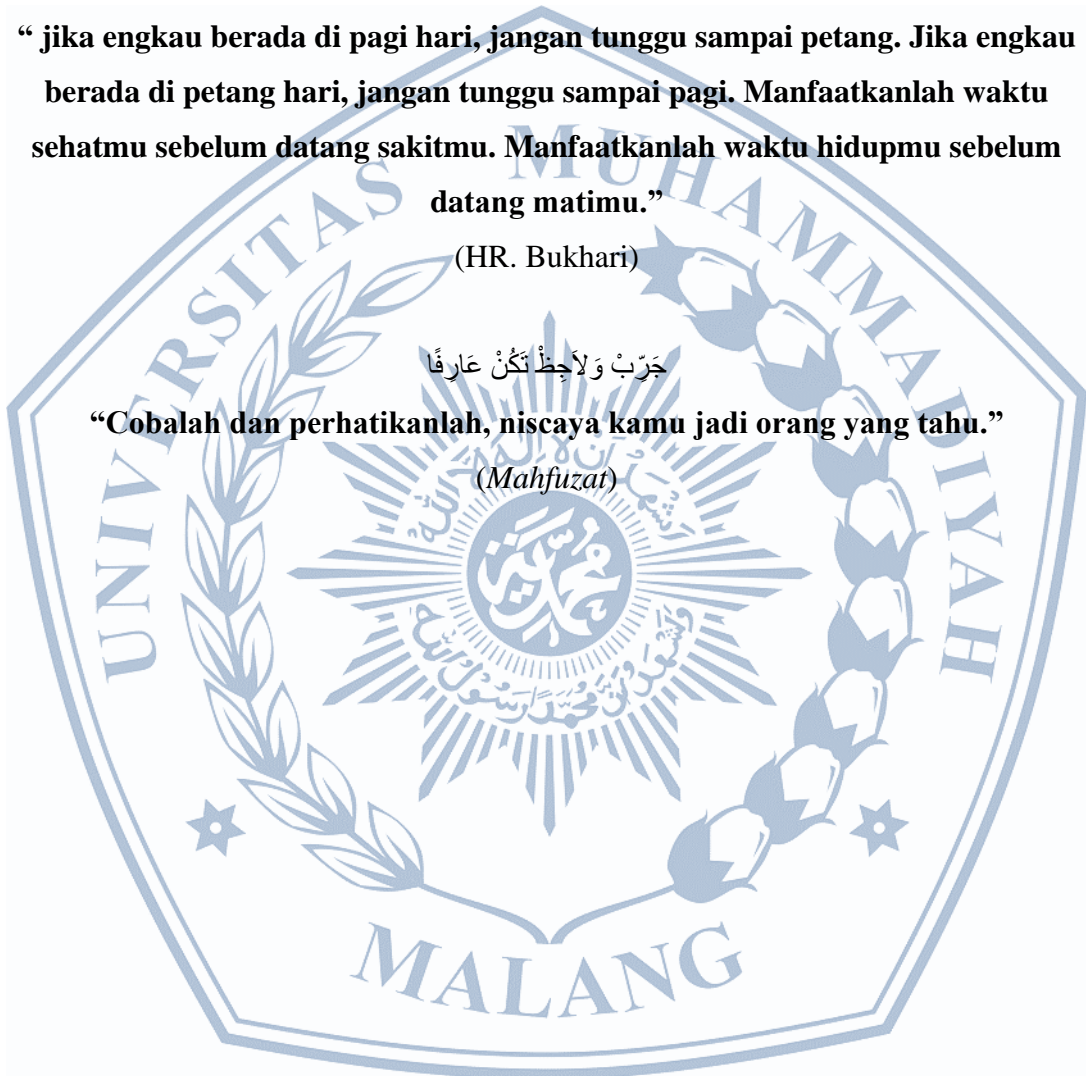 “ jika engkau berada di pagi hari, jangan tunggu sampai petang. Jika engkau
berada di petang hari, jangan tunggu sampai pagi. Manfaatkanlah waktu
sehatmu sebelum datang sakitmu. Manfaatkanlah waktu hidupmu sebelum
datang matimu.”
(HR. Bukhari)
جَرِّبْ وَلاَجِظْ تَكُنْ عَارِفًا
“Cobalah dan perhatikanlah, niscaya kamu jadi orang yang tahu.”
(Mahfuzat)
UNIVERSITAS MUHAMMADIYAH
MALANG